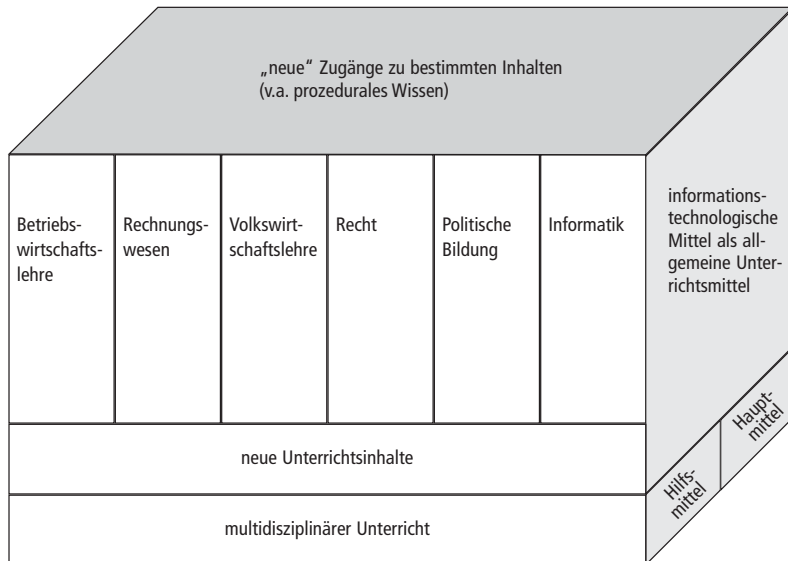 „neue“ Zugänge zu bestimmten Inhalten
(v.a. prozedurales Wissen)
Betriebs-
wirtschafts-
lehre
Rechnungs-
wesen
Volkswirt-
schaftslehre
Recht
Politische
Bildung
Informatik
informations-
technologische
Mittel als all-
gemeine Unter-
richtsmittel
neue Unterrichtsinhalte
multidisziplinärer Unterricht
Hilfs-
mittel
Haupt-
mittel